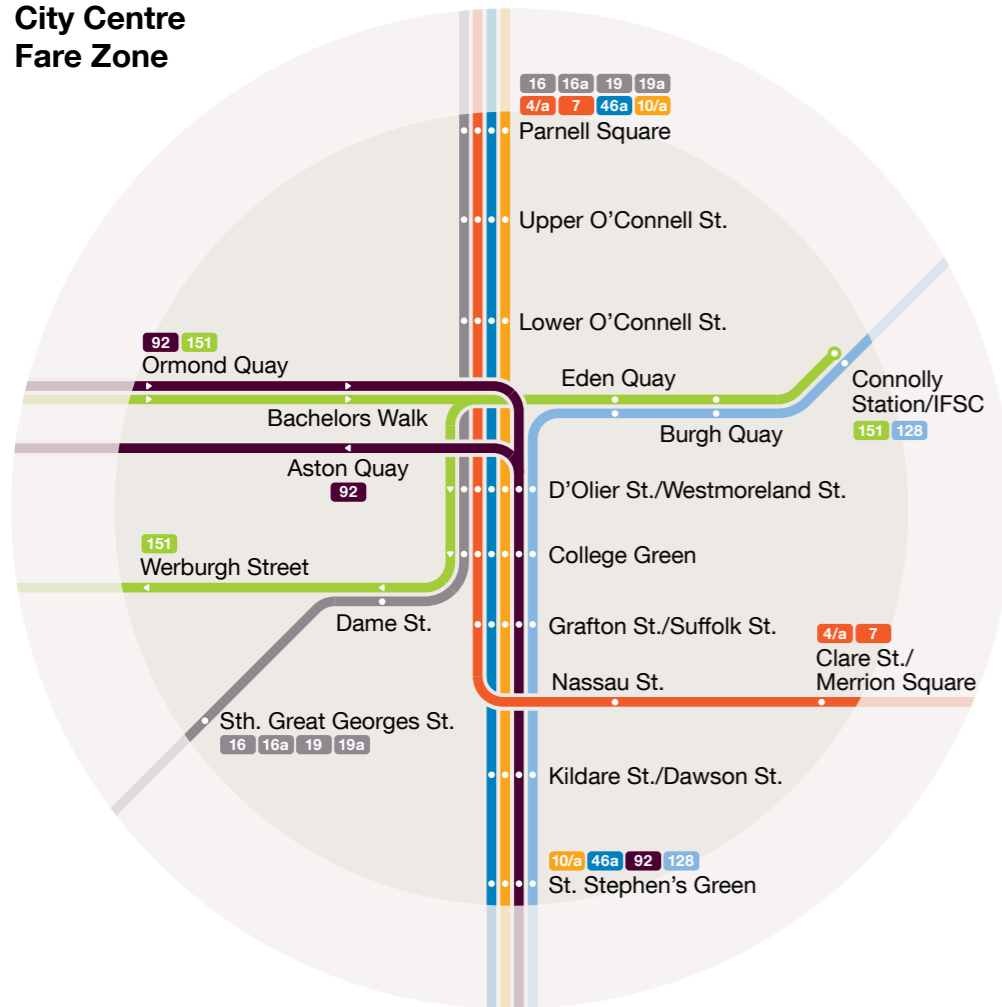 City Centre
Fare Zone
16 16a 19 19a
4/a 7 46a 10/a
Parnell Square
Upper O'Connell St.
Lower O'Connell St.
92 151
Ormond Quay
Bachelors Walk
Eden Quay
Burgh Quay
Connolly
Station/IFSC
151 128
Aston Quay
92
D'Olier St./Westmoreland St.
151
Werburgh Street
College Green
Dame St.
Grafton St./Suffolk St.
4/a 7
Clare St./
Merrion Square
Nassau St.
Sth. Great Georges St.
16 16a 19 19a
Kildare St./Dawson St.
10/a 46a 92 128
St. Stephen's Green